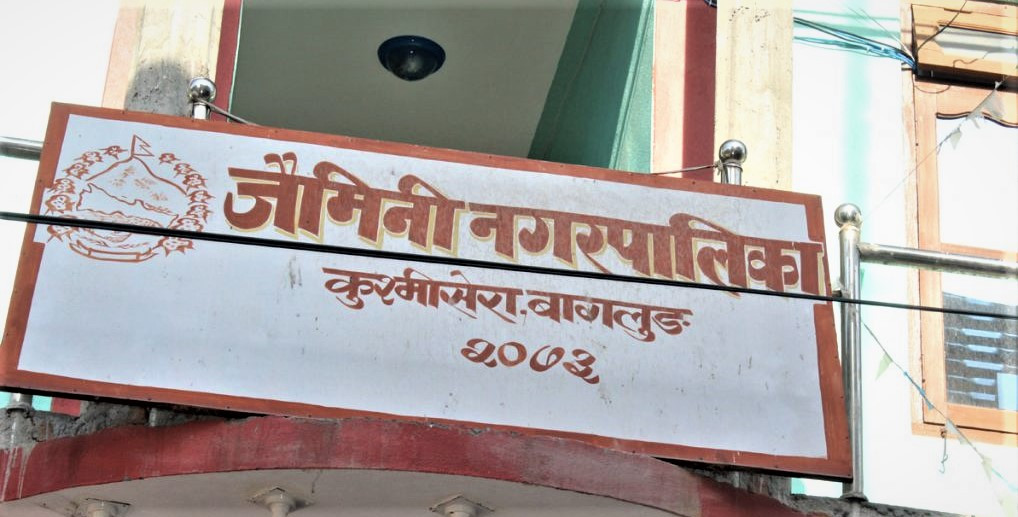 जैमिनी नगरपालिका
कुश्मीसेरा, बागलुङ
२०७३